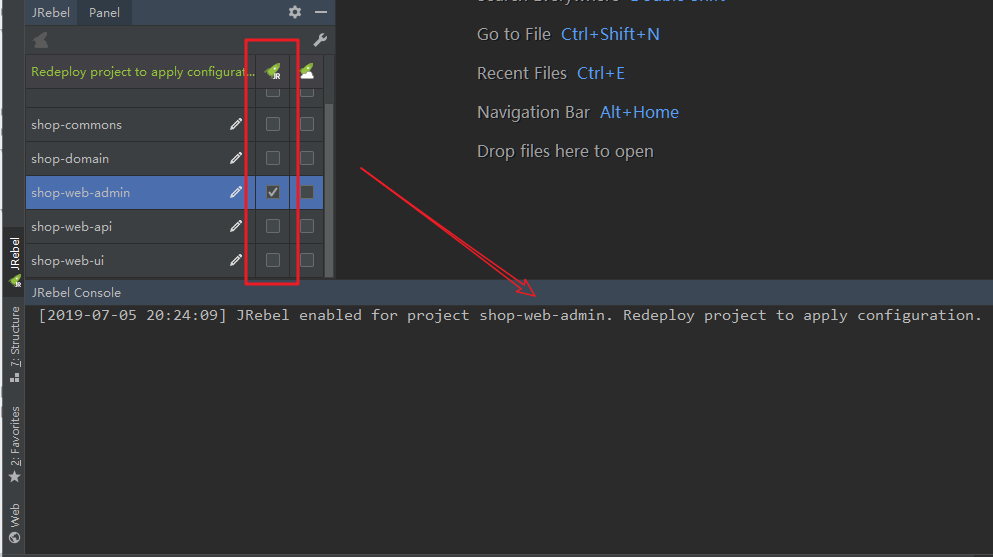 JRebel Panel
Search Everywhere Double Shift
Go to File Ctrl+Shift+N
Recent Files Ctrl+E
Navigation Bar Alt+Home
Drop files here to open
Redeploy project to apply configurat...
JR
shop-commons
shop-domain
shop-web-admin
shop-web-api
shop-web-ui
JRebel Console
[2019-07-05 20:24:09] JRebel enabled for project shop-web-admin. Redeploy project to apply configuration.
JRebel
7: Structure
2: Favorites
Web